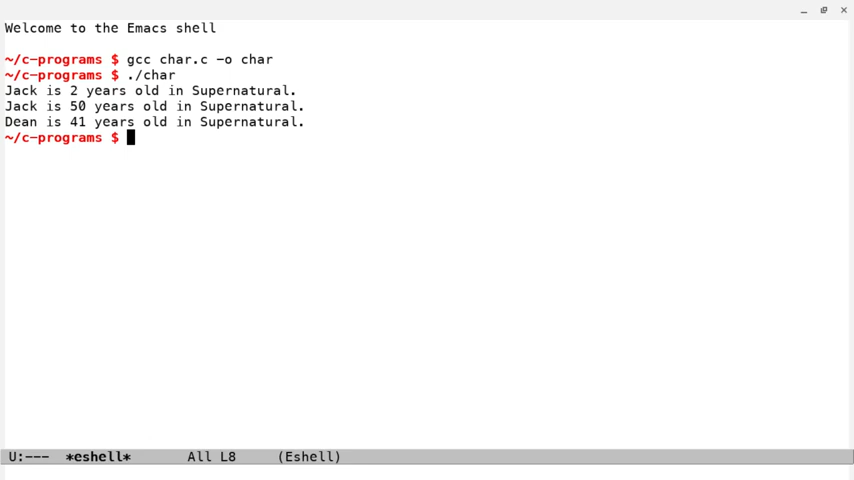 Welcome to the Emacs shell
~/c-programs $ gcc char.c -o char
~/c-programs $ ./char
Jack is 2 years old in Supernatural.
Jack is 50 years old in Supernatural.
Dean is 41 years old in Supernatural.
~/c-programs $
U:--- *eshell* All L8 (Eshell)